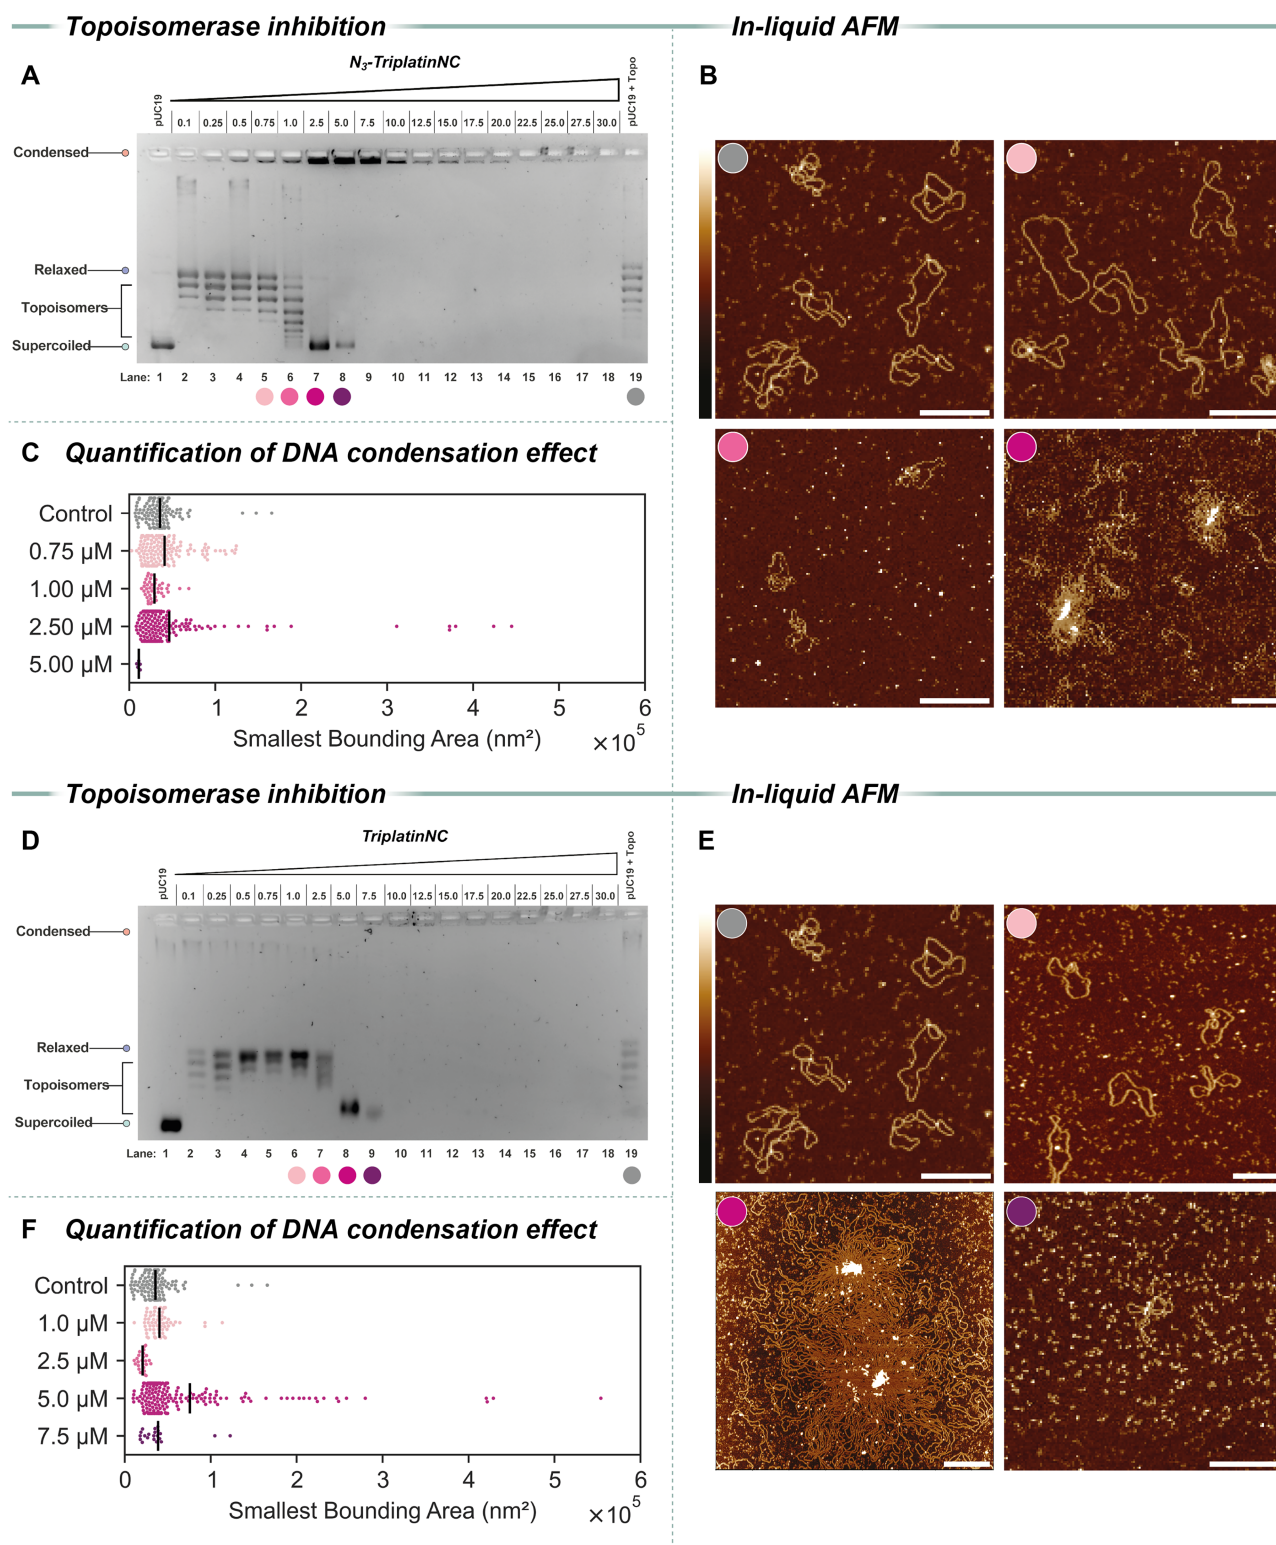 Topoisomerase inhibition
In-liquid AFM
A
N3-TriplatinNC
B
pUC19
0.1 0.25 0.5 0.75 1.0 2.5 5.0 7.5 10.0 12.5 15.0 17.5 20.0 22.5 25.0 27.5 30.0
pUC19 + Topo
Condensed
Relaxed
Topoisomers
Supercoiled
Lane: 1 2 3 4 5 6 7 8 9 10 11 12 13 14 15 16 17 18 19
C Quantification of DNA condensation effect
Control
0.75 µM
1.00 µM
2.50 µM
5.00 µM
0 1 2 3 4 5 6
Smallest Bounding Area (nm²)
×10⁵
Topoisomerase inhibition
In-liquid AFM
D
TriplatinNC
E
pUC19
0.1 0.25 0.5 0.75 1.0 2.5 5.0 7.5 10.0 12.5 17.5 15.0 20.0 22.5 25.0 27.5 30.0
pUC19 + Topo
Condensed
Relaxed
Topoisomers
Supercoiled
Lane: 1 2 3 4 5 6 7 8 9 10 11 12 13 14 15 16 17 18 19
F Quantification of DNA condensation effect
Control
1.0 µM
2.5 µM
5.0 µM
7.5 µM
0 1 2 3 4 5 6
Smallest Bounding Area (nm²)
×10⁵